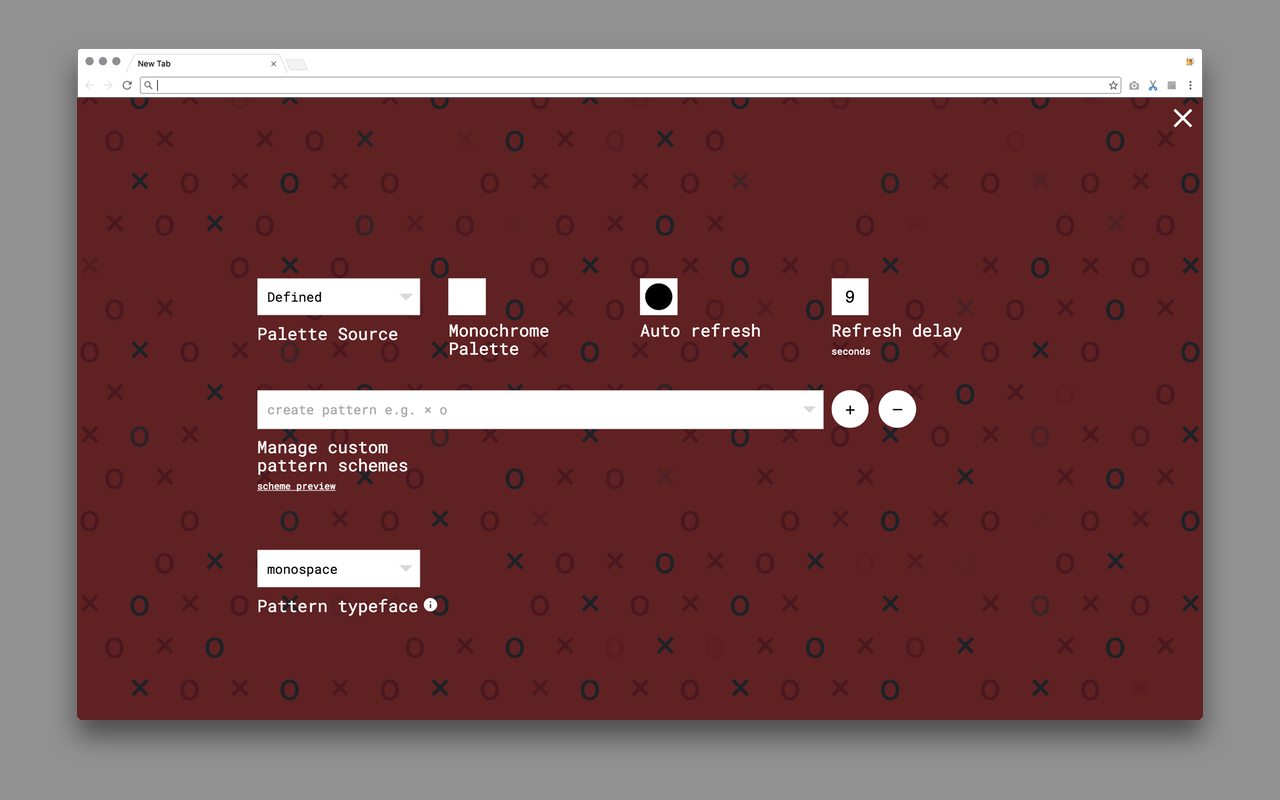 New Tab
Defined
9
Palette Source
Monochrome
Palette
Auto refresh
Refresh delay
seconds
create pattern e.g. × o
+
−
Manage custom
pattern schemes
scheme preview
monospace
Pattern typeface